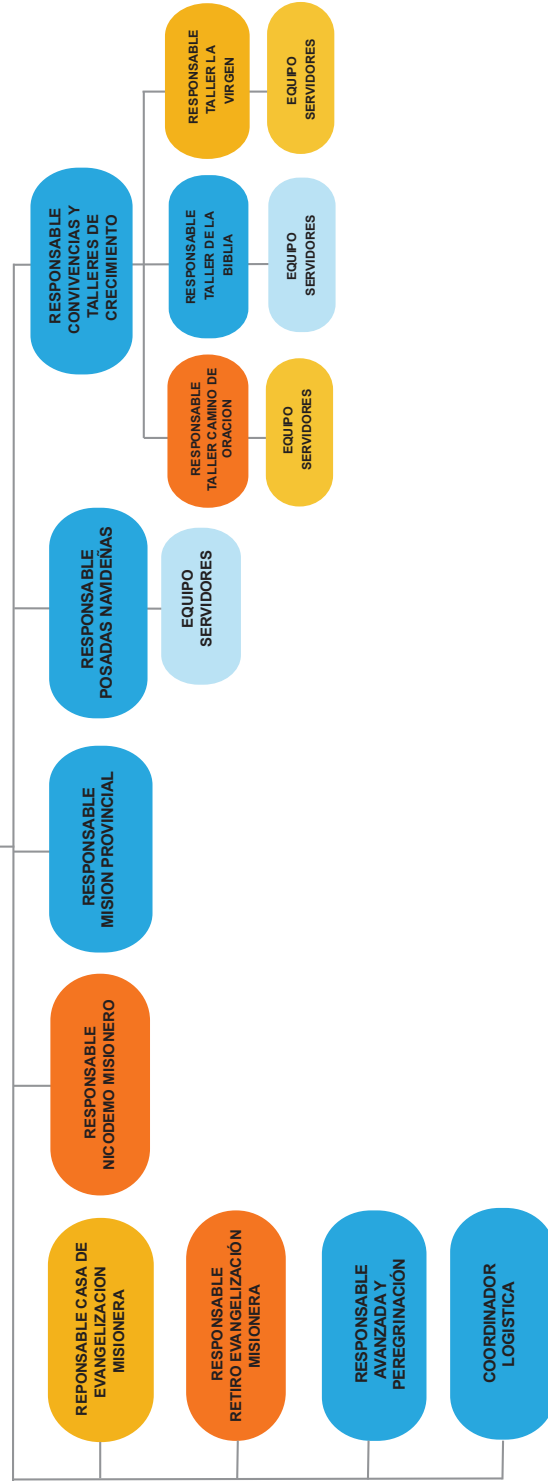 REPONSABLE CASA DE
EVANGELIZACION
MISIONERA
RESPONSABLE
RETIRO EVANGELIZACIÓN
MISIONERA
RESPONSABLE
AVANZADA Y
PEREGRINACIÓN
COORDINADOR
LOGISTICA
RESPONSABLE
NICODEMO MISIONERO
RESPONSABLE
MISION PROVINCIAL
RESPONSABLE
POSADAS NAVIDEÑAS
EQUIPO
SERVIDORES
RESPONSABLE
CONVIVENCIAS Y
TALLERES DE
CRECIMIENTO
RESPONSABLE
TALLER CAMINO DE
ORACION
EQUIPO
SERVIDORES
RESPONSABLE
TALLER DE LA
BIBLIA
EQUIPO
SERVIDORES
RESPONSABLE
TALLER LA
VIRGEN
EQUIPO
SERVIDORES